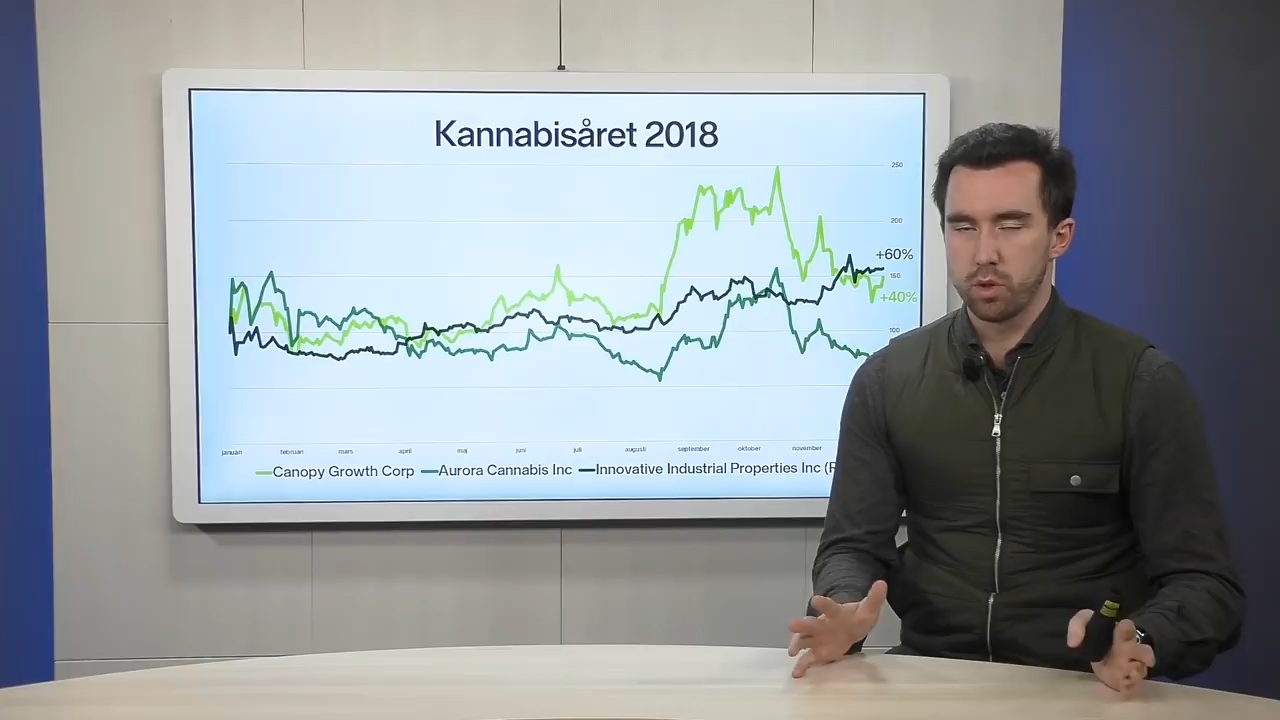 Kannabisåret 2018
250
200
+60%
150
+40%
100
januari februari mars april maj juni juli augusti september oktober november
Canopy Growth Corp Aurora Cannabis Inc Innovative Industrial Properties Inc (